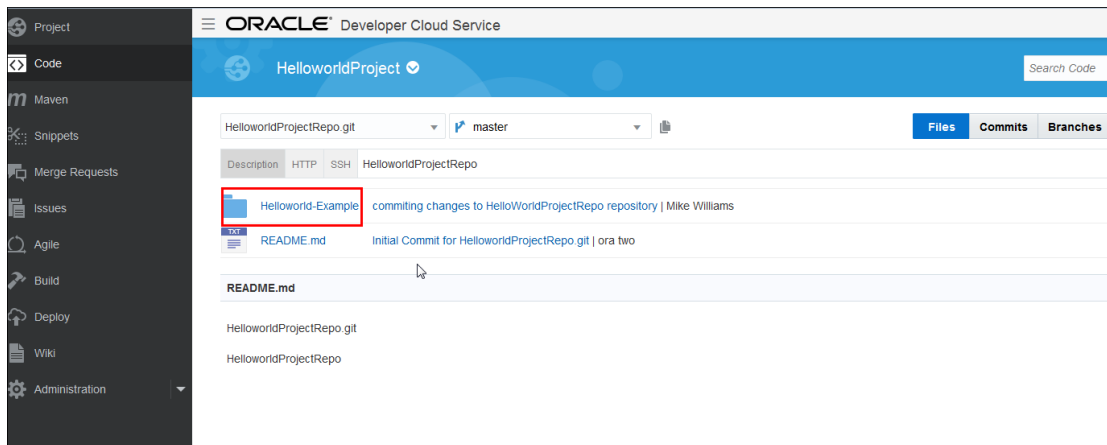 Project
Code
Maven
Snippets
Merge Requests
Issues
Agile
Build
Deploy
Wiki
Administration
ORACLE® Developer Cloud Service
HelloworldProject
Search Code
HelloworldProjectRepo.git
master
Files Commits Branches
Description HTTP SSH HelloworldProjectRepo
Helloworld-Example commiting changes to HelloWorldProjectRepo repository | Mike Williams
TXT
README.md Initial Commit for HelloworldProjectRepo.git | ora two
README.md
HelloworldProjectRepo.git
HelloworldProjectRepo